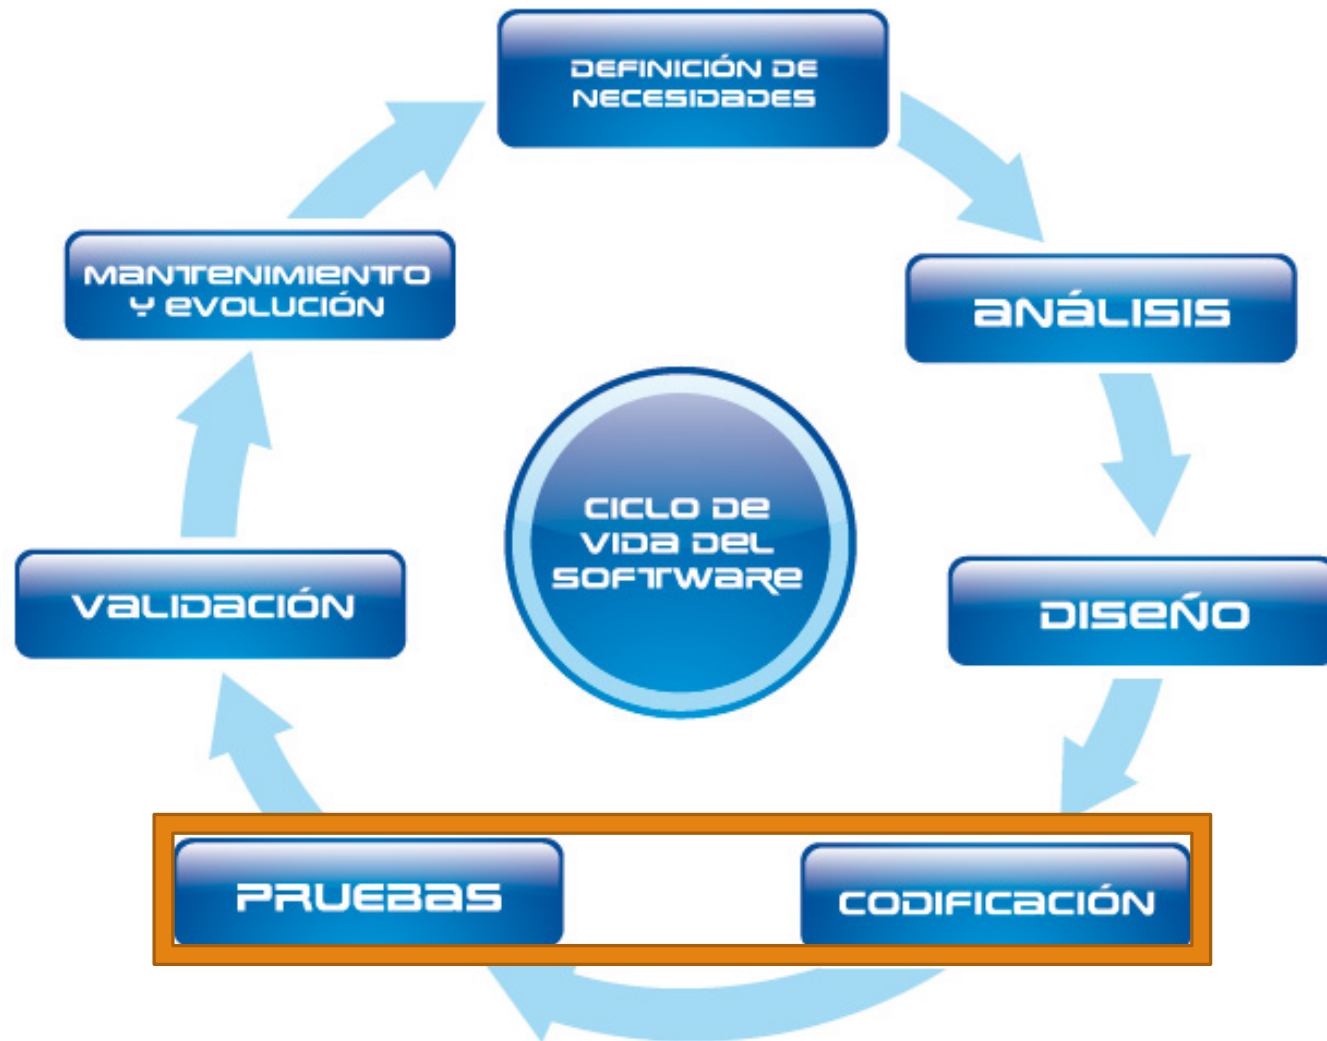 DEFINICIÓN DE
NECESIDADES
ANÁLISIS
DISEÑO
CODIFICACIÓN
PRUEBAS
VALIDACIÓN
MANTENIMIENTO
Y EVOLUCIÓN
CICLO DE
VIDA DEL
SOFTWARE